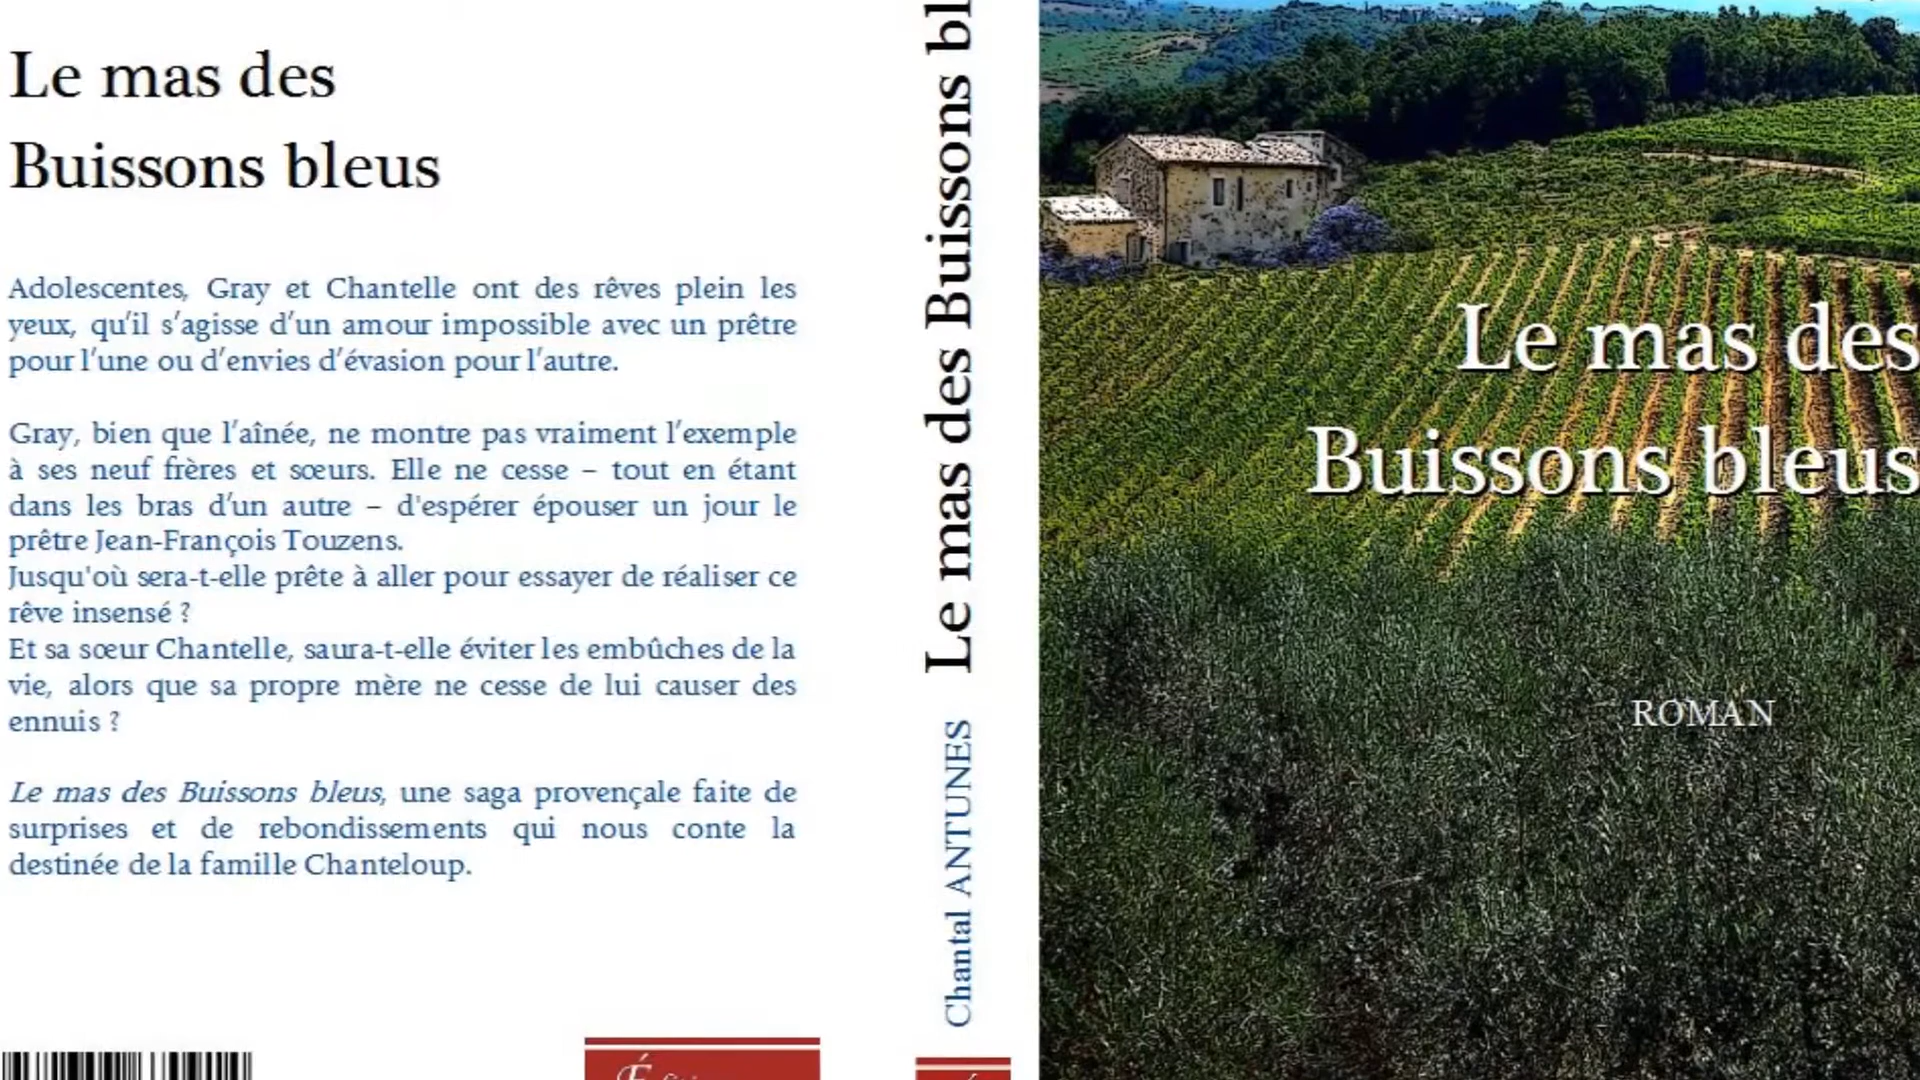 Le mas des
Buissons bleus
Adolescentes, Gray et Chantelle ont des rêves plein les
yeux, qu’il s’agisse d’un amour impossible avec un prêtre
pour l’une ou d’envies d’évasion pour l’autre.
Gray, bien que l’aînée, ne montre pas vraiment l’exemple
à ses neuf frères et sœurs. Elle ne cesse – tout en étant
dans les bras d’un autre – d'espérer épouser un jour le
prêtre Jean-François Touzens.
Jusqu'où sera-t-elle prête à aller pour essayer de réaliser ce
rêve insensé ?
Et sa sœur Chantelle, saura-t-elle éviter les embûches de la
vie, alors que sa propre mère ne cesse de lui causer des
ennuis ?
Le mas des Buissons bleus, une saga provençale faite de
surprises et de rebondissements qui nous conte la
destinée de la famille Chanteloup.
Chantal ANTUNES Le mas des Buissons bl
Le mas des
Buissons bleus
ROMAN